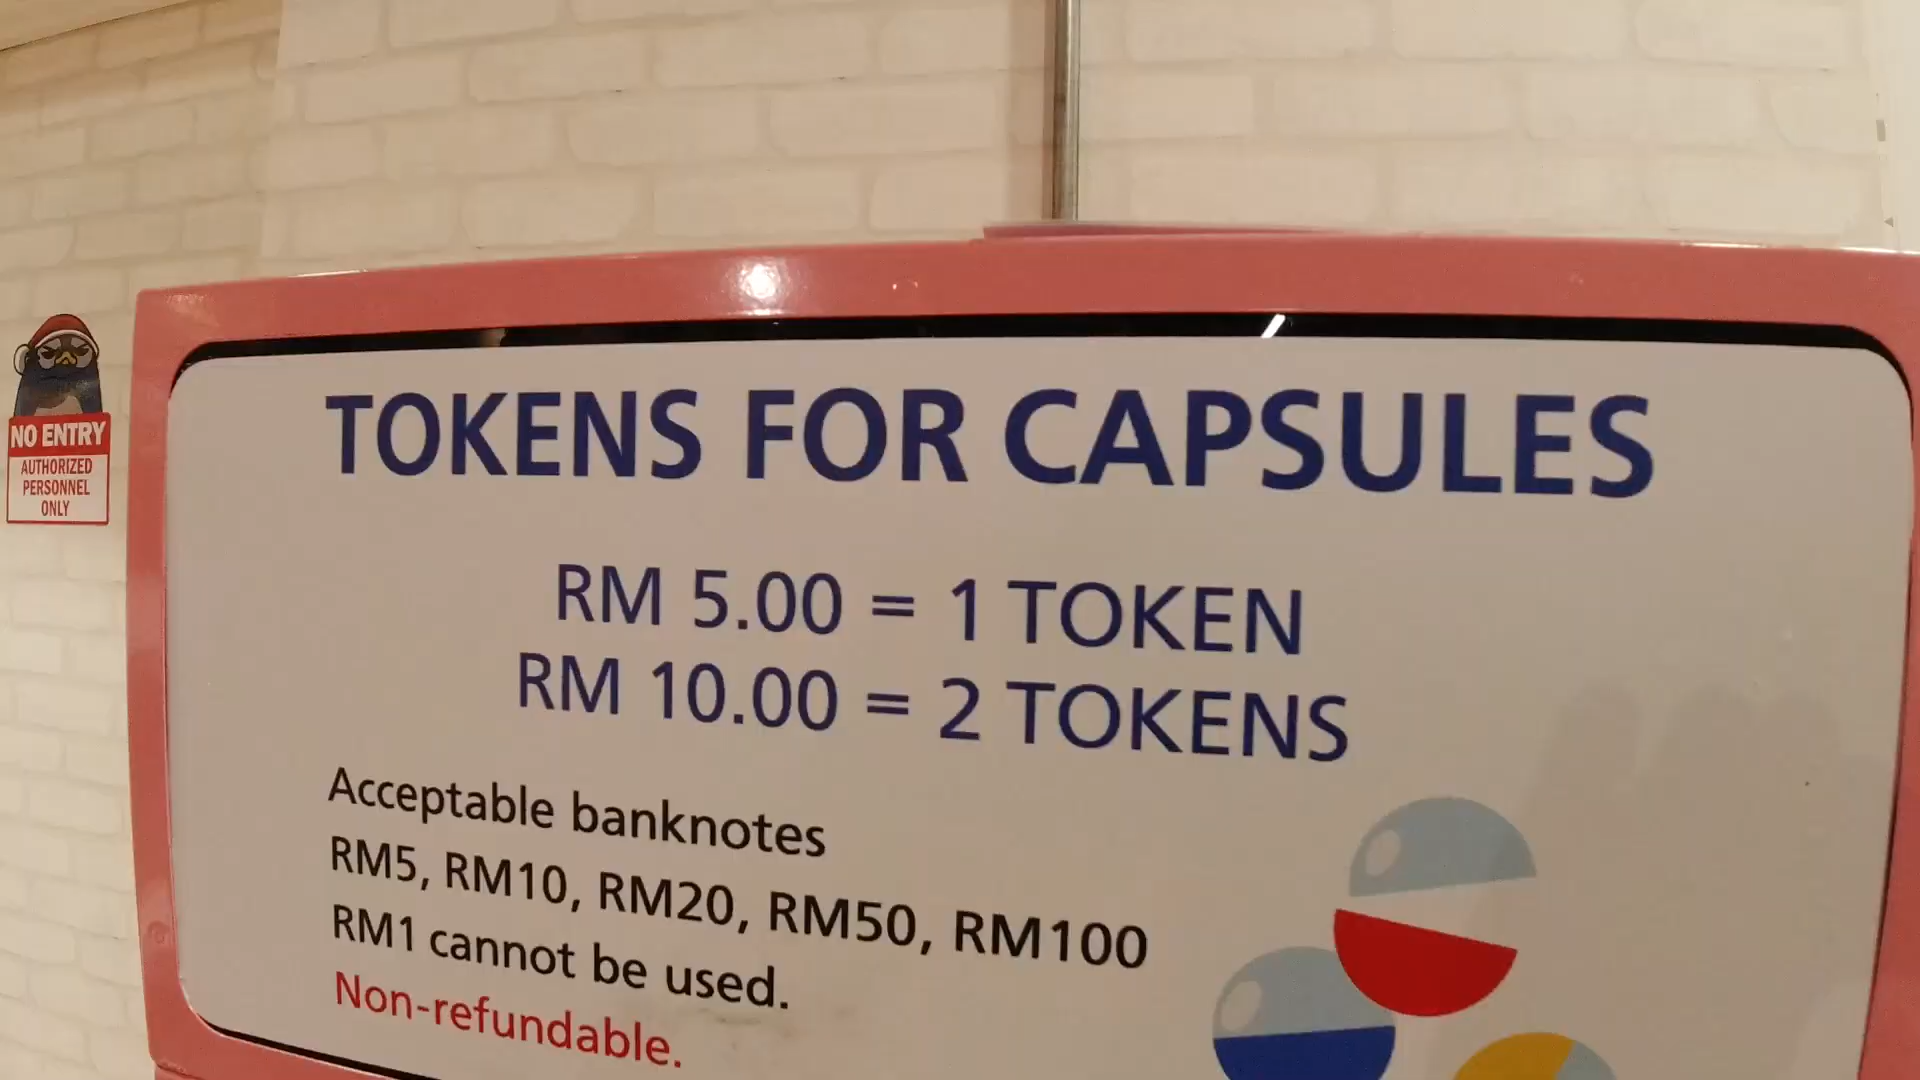 TOKENS FOR CAPSULES
RM 5.00 = 1 TOKEN
RM 10.00 = 2 TOKENS
Acceptable banknotes
RM5, RM10, RM20, RM50, RM100
RM1 cannot be used.
Non-refundable.
NO ENTRY
AUTHORIZED
PERSONNEL
ONLY